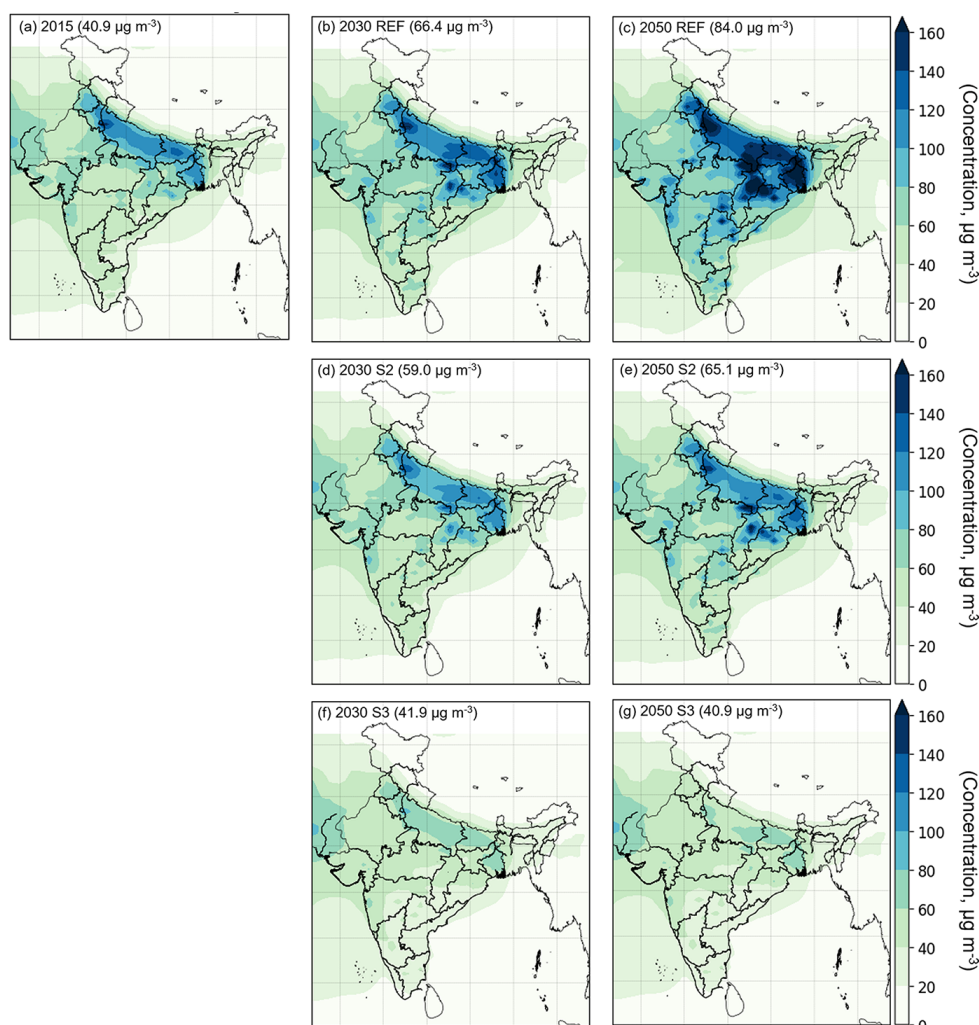 (a) 2015 (40.9 µg m⁻³)
(b) 2030 REF (66.4 µg m⁻³)
(c) 2050 REF (84.0 µg m⁻³)
160
140
120
100
80
60
40
20
0
(Concentration, µg m⁻³)
(d) 2030 S2 (59.0 µg m⁻³)
(e) 2050 S2 (65.1 µg m⁻³)
160
140
120
100
80
60
40
20
0
(Concentration, µg m⁻³)
(f) 2030 S3 (41.9 µg m⁻³)
(g) 2050 S3 (40.9 µg m⁻³)
160
140
120
100
80
60
40
20
(Concentration, µg m⁻³)